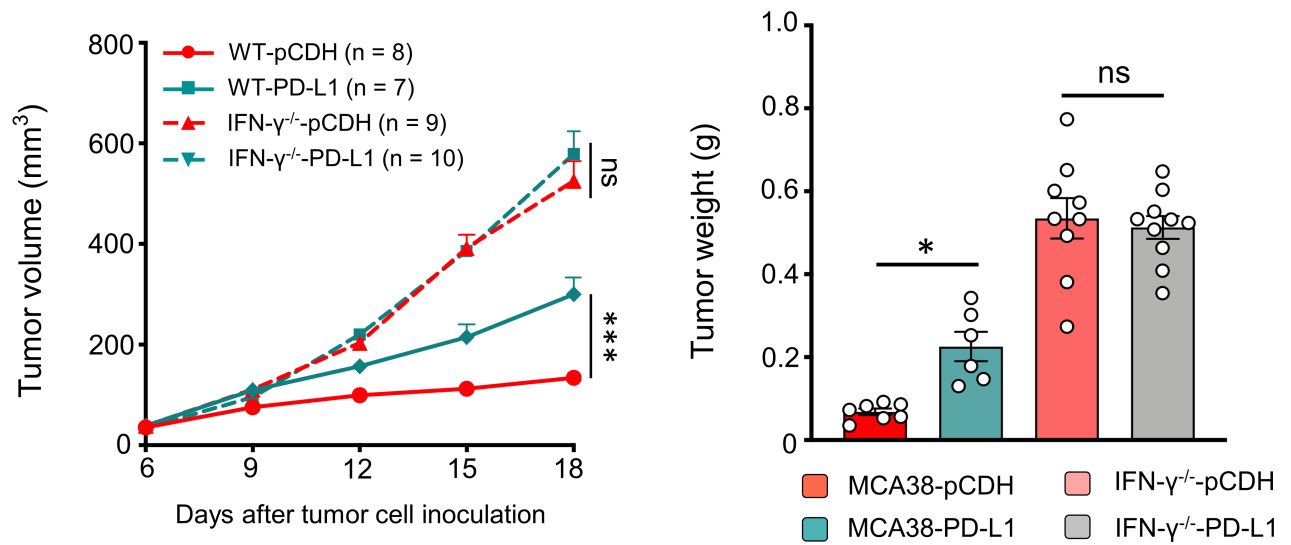 Tumor volume (mm³)
800
600
400
200
0
6 9 12 15 18
Days after tumor cell inoculation
WT-pCDH (n = 8)
WT-PD-L1 (n = 7)
IFN-γ⁻/⁻-pCDH (n = 9)
IFN-γ⁻/⁻-PD-L1 (n = 10)
ns
***
Tumor weight (g)
1.0
0.8
0.6
0.4
0.2
0
*
ns
MCA38-pCDH
MCA38-PD-L1
IFN-γ⁻/⁻-pCDH
IFN-γ⁻/⁻-PD-L1